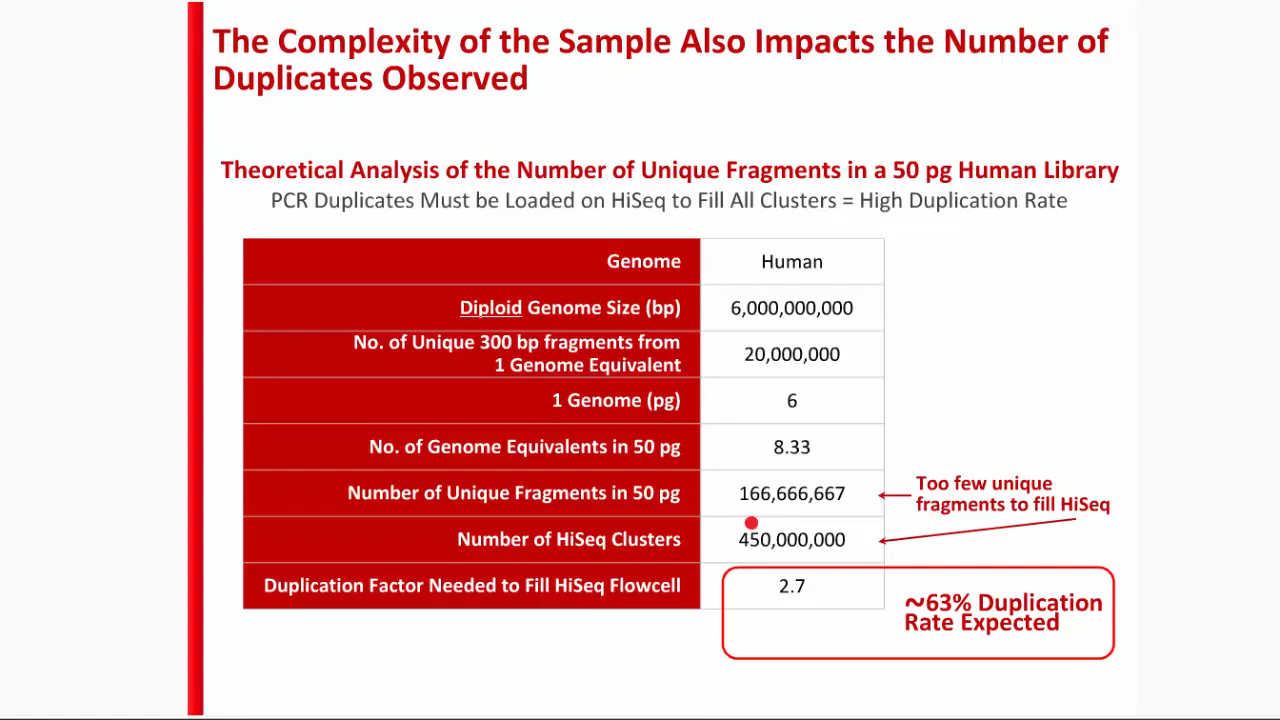 The Complexity of the Sample Also Impacts the Number of
Duplicates Observed
Theoretical Analysis of the Number of Unique Fragments in a 50 pg Human Library
PCR Duplicates Must be Loaded on HiSeq to Fill All Clusters = High Duplication Rate
Genome Human
Diploid Genome Size (bp) 6,000,000,000
No. of Unique 300 bp fragments from
1 Genome Equivalent 20,000,000
1 Genome (pg) 6
No. of Genome Equivalents in 50 pg 8.33
Number of Unique Fragments in 50 pg 166,666,667
Too few unique
fragments to fill HiSeq
Number of HiSeq Clusters 450,000,000
Duplication Factor Needed to Fill HiSeq Flowcell 2.7
~63% Duplication
Rate Expected